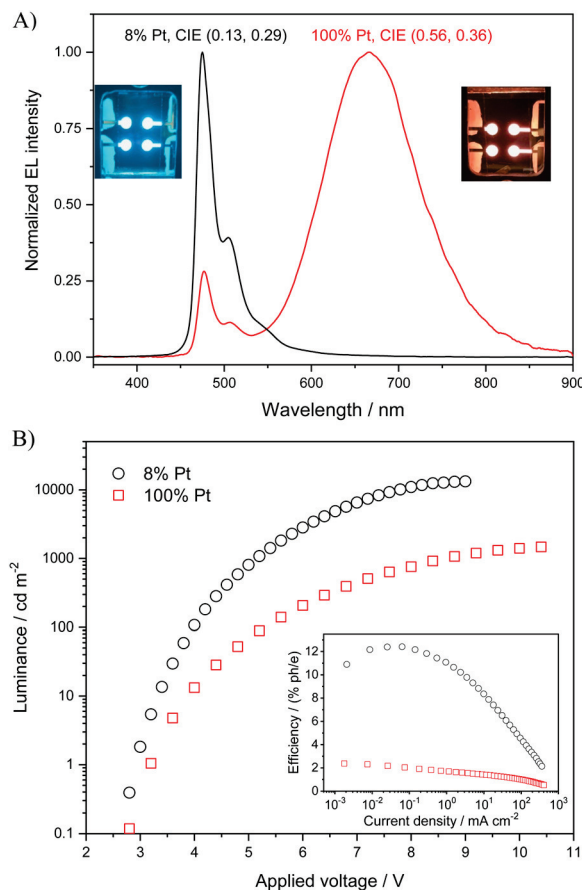 A)
8% Pt, CIE (0.13, 0.29) 100% Pt, CIE (0.56, 0.36)
1.00
0.75
0.50
0.25
0.00
Normalized EL intensity
400 500 600 700 800 900
Wavelength / nm
B)
8% Pt
100% Pt
10000
1000
100
10
1
0.1
Luminance / cd m⁻²
12
10
8
6
4
2
0
Efficiency / (% ph/e)
10⁻³ 10⁻² 10⁻¹ 10⁰ 10¹ 10² 10³
Current density / mA cm⁻²
2 3 4 5 6 7 8 9 10 11
Applied voltage / V